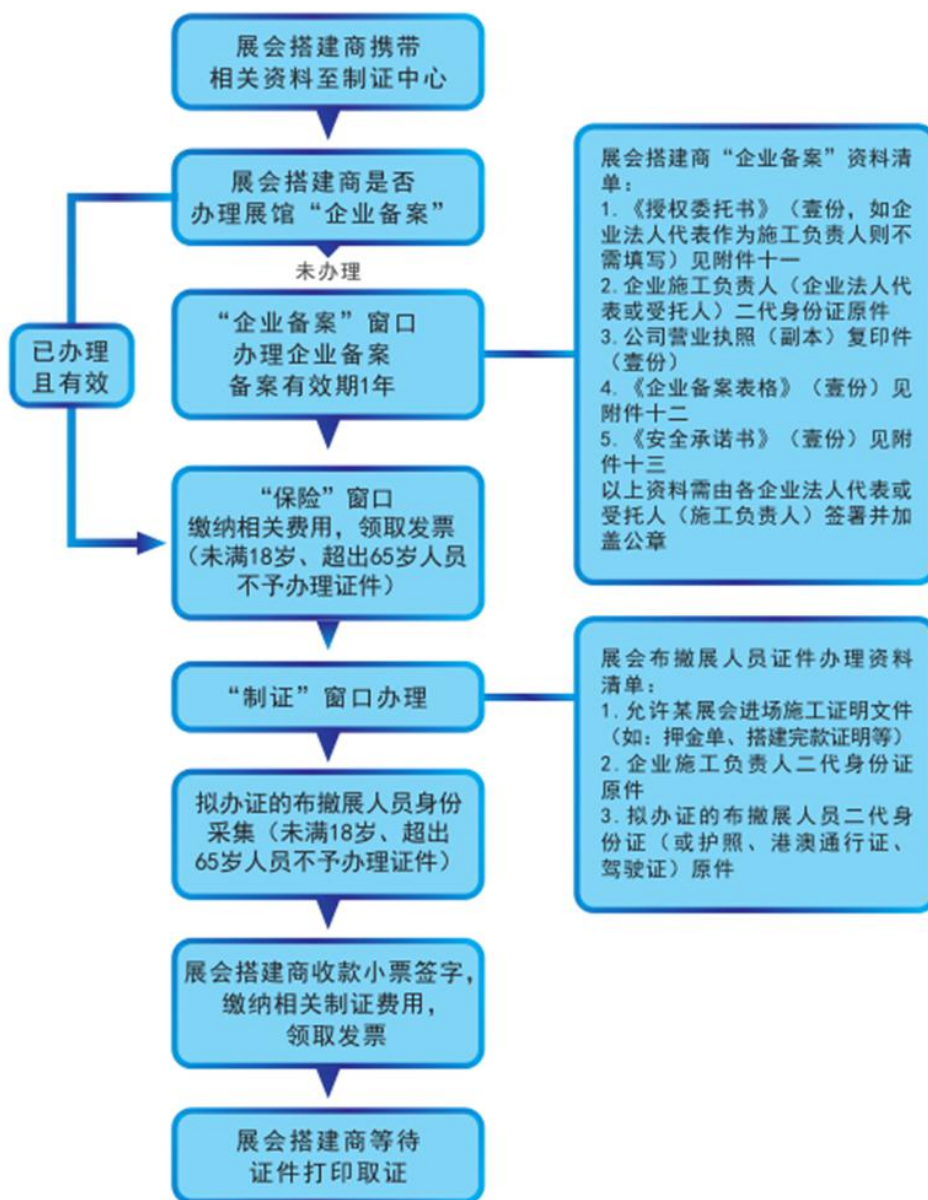 展会搭建商携带
相关资料至制证中心
展会搭建商是否
办理展馆“企业备案”
未办理
已办理
且有效
“企业备案”窗口
办理企业备案
备案有效期1年
展会搭建商“企业备案”资料清
单：
1.《授权委托书》（壹份，如企
业法人代表作为施工负责人则不
需填写）见附件十一
2.企业施工负责人（企业法人代
表或受托人）二代身份证原件
3.公司营业执照（副本）复印件
（壹份）
4.《企业备案表格》（壹份）见
附件十二
5.《安全承诺书》（壹份）见附
件十三
以上资料需由各企业法人代表或
受托人（施工负责人）签署并加
盖公章
“保险”窗口
缴纳相关费用，领取发票
（未满18岁、超出65岁人员
不予办理证件）
“制证”窗口办理
展会布撤展人员证件办理资料
清单：
1.允许某展会进场施工证明文件
（如：押金单、搭建完款证明等）
2.企业施工负责人二代身份证
原件
3.拟办证的布撤展人员二代身
份证（或护照、港澳通行证、
驾驶证）原件
拟办证的布撤展人员身份
采集（未满18岁、超出
65岁人员不予办理证件）
展会搭建商收款小票签字，
缴纳相关制证费用，
领取发票
展会搭建商等待
证件打印取证